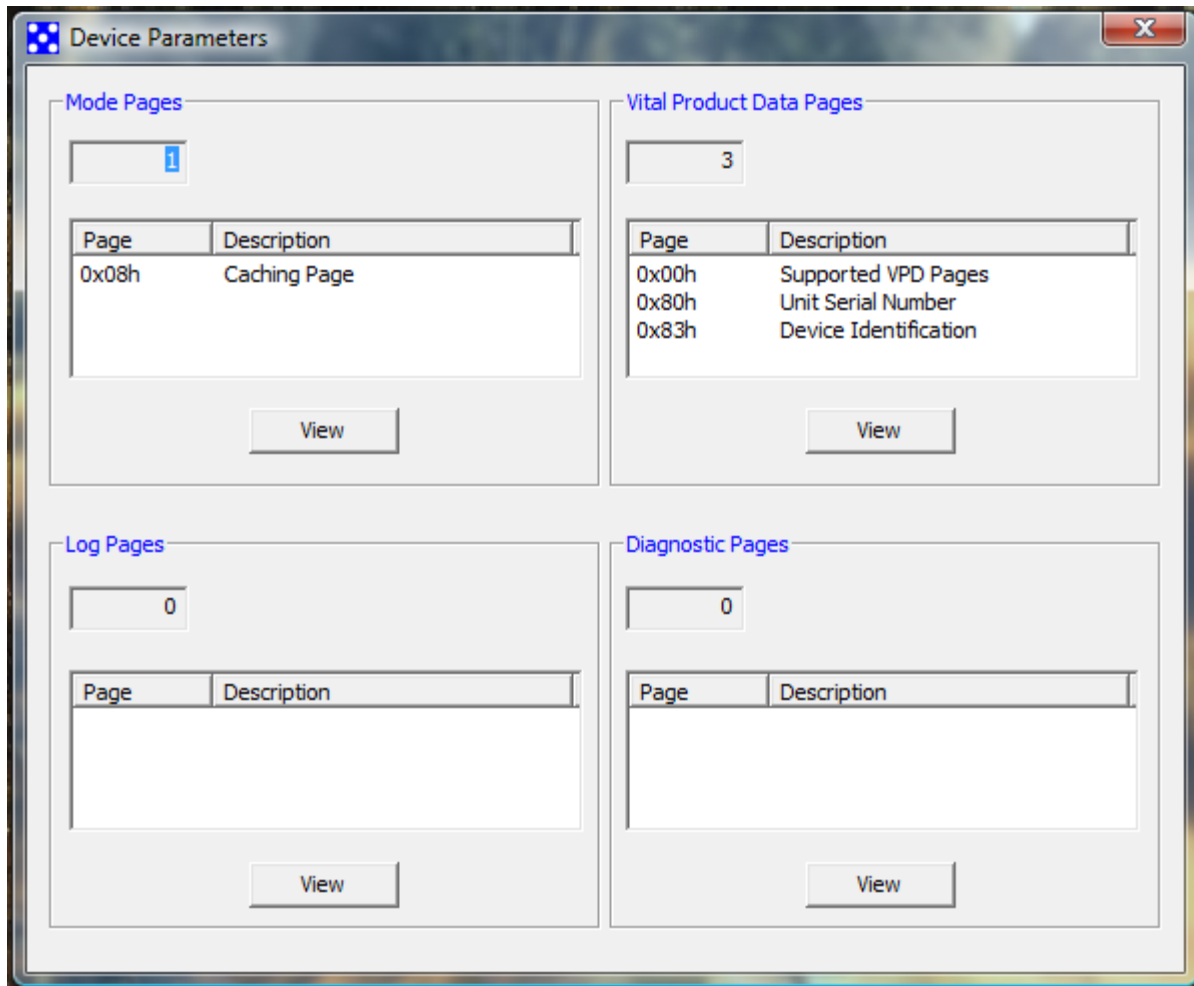 Device Parameters
Mode Pages
1
Page Description
0x08h Caching Page
View
Vital Product Data Pages
3
Page Description
0x00h Supported VPD Pages
0x80h Unit Serial Number
0x83h Device Identification
View
Log Pages
0
Page Description
View
Diagnostic Pages
0
Page Description
View